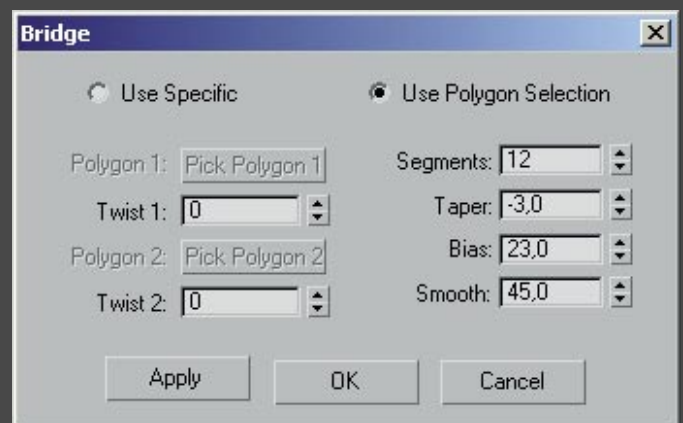 Bridge
Use Specific
Use Polygon Selection
Polygon 1: Pick Polygon 1
Segments: 12
Twist 1: 0
Taper: -3,0
Polygon 2: Pick Polygon 2
Bias: 23,0
Twist 2: 0
Smooth: 45,0
Apply
OK
Cancel